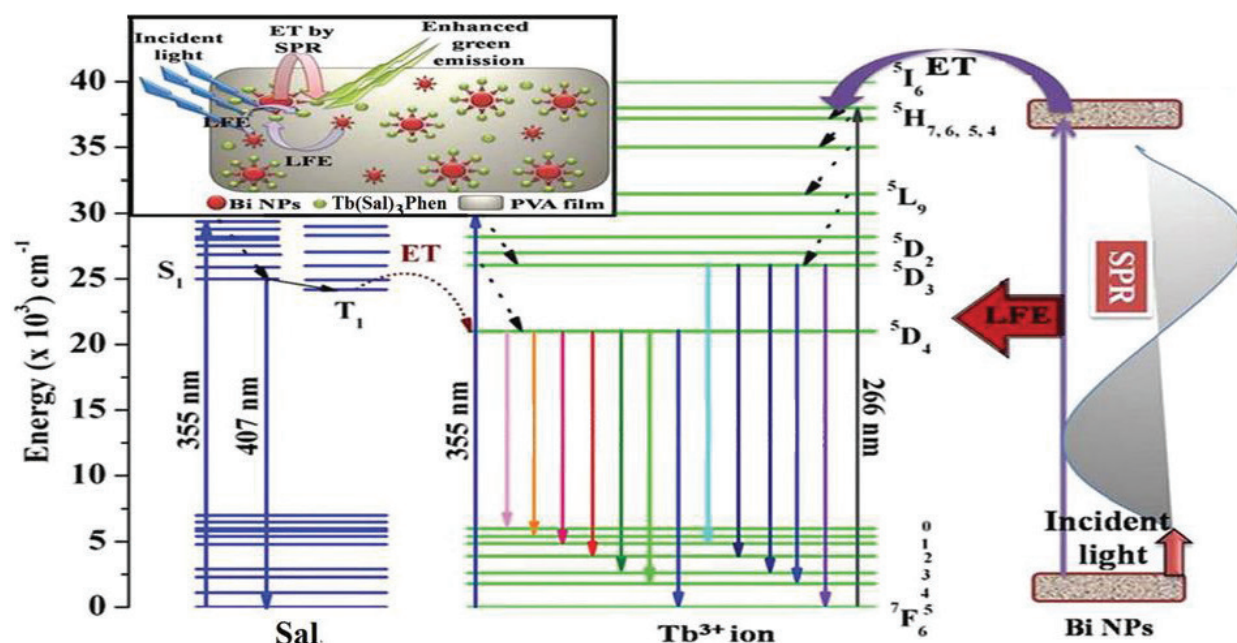 Incident
light
ET by
SPR
Enhanced
green
emission
LFE
LFE
Bi NPs
Tb(Sal)3Phen
PVA film
Energy (x 10³) cm⁻¹
40
35
30
25
20
15
10
5
0
S1
T1
ET
355 nm
407 nm
355 nm
266 nm
⁵I6
ET
⁵H7, 6, 5, 4
⁵L9
⁵D2
⁵D3
⁵D4
0
1
2
3
4
5
⁷F6
LFE
SPR
Incident
light
Sal
Tb³⁺ ion
Bi NPs